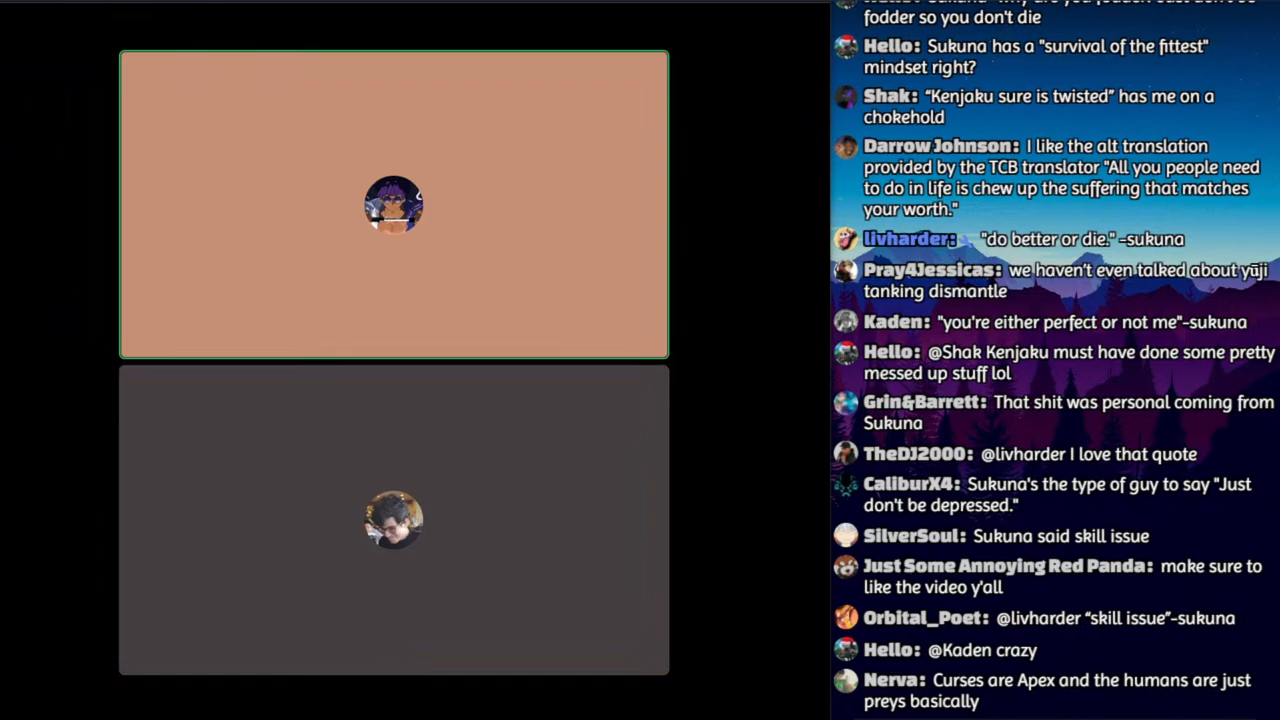 fodder so you don't die
Hello: Sukuna has a "survival of the fittest"
mindset right?
Shak: “Kenjaku sure is twisted” has me on a
chokehold
Darrow Johnson: I like the alt translation
provided by the TCB translator "All you people need
to do in life is chew up the suffering that matches
your worth."
livharder: "do better or die." -sukuna
Pray4Jessicas: we haven’t even talked about yūji
tanking dismantle
Kaden: "you're either perfect or not me"-sukuna
Hello: @Shak Kenjaku must have done some pretty
messed up stuff lol
Grin&Barrett: That shit was personal coming from
Sukuna
TheDJ2000: @livharder I love that quote
CaliburX4: Sukuna's the type of guy to say "Just
don't be depressed."
SilverSoul: Sukuna said skill issue
Just Some Annoying Red Panda: make sure to
like the video y'all
Orbital_Poet: @livharder “skill issue”-sukuna
Hello: @Kaden crazy
Nerva: Curses are Apex and the humans are just
preys basically